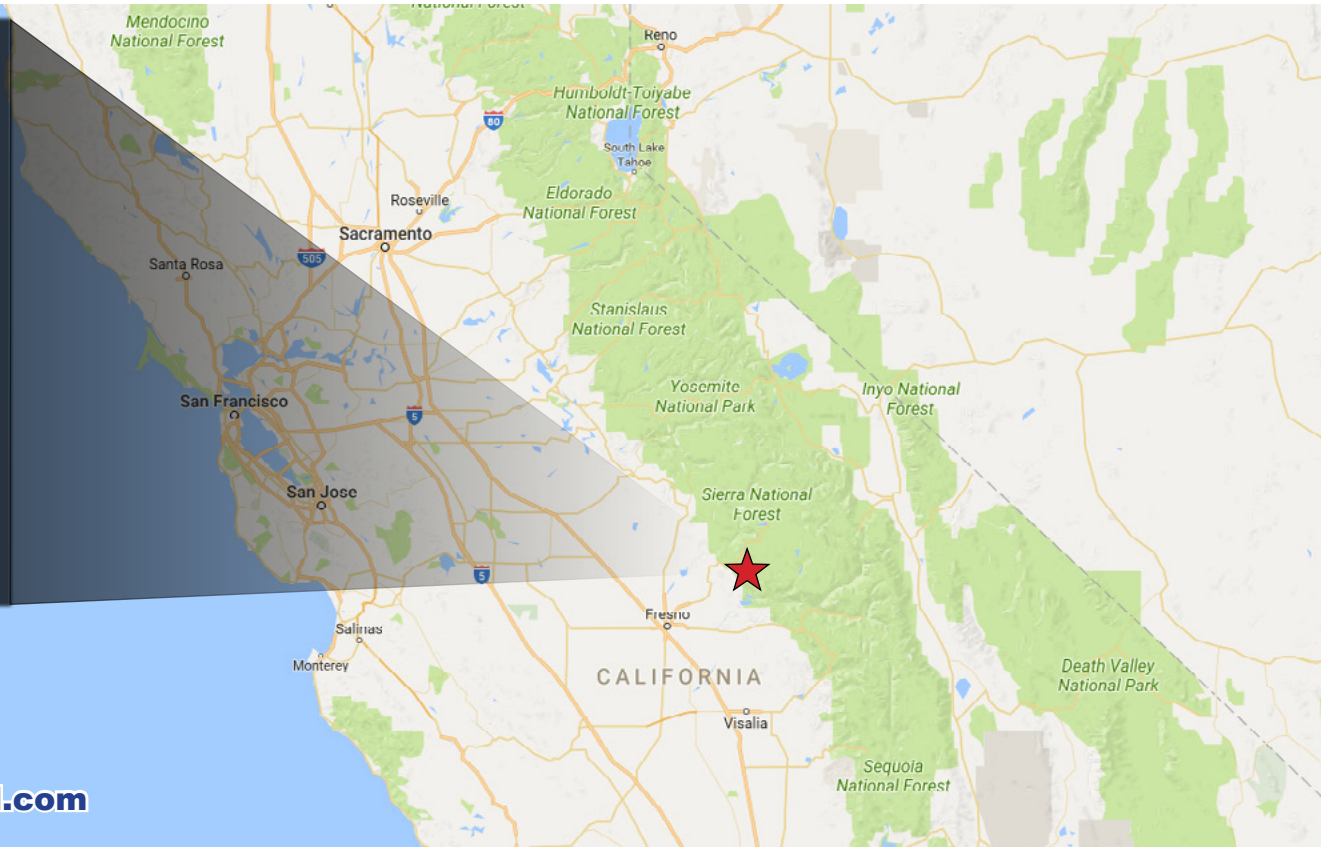 National Forest
Mendocino
National Forest
Reno
Humboldt-Toiyabe
National Forest
80
South Lake
Tahoe
Eldorado
National Forest
Roseville
Sacramento
505
Santa Rosa
Stanislaus
National Forest
Yosemite
National Park
Inyo National
Forest
San Francisco
5
San Jose
Sierra National
Forest
5
Fresno
Salinas
Monterey
CALIFORNIA
Death Valley
National Park
Visalia
Sequoia
National Forest
.com